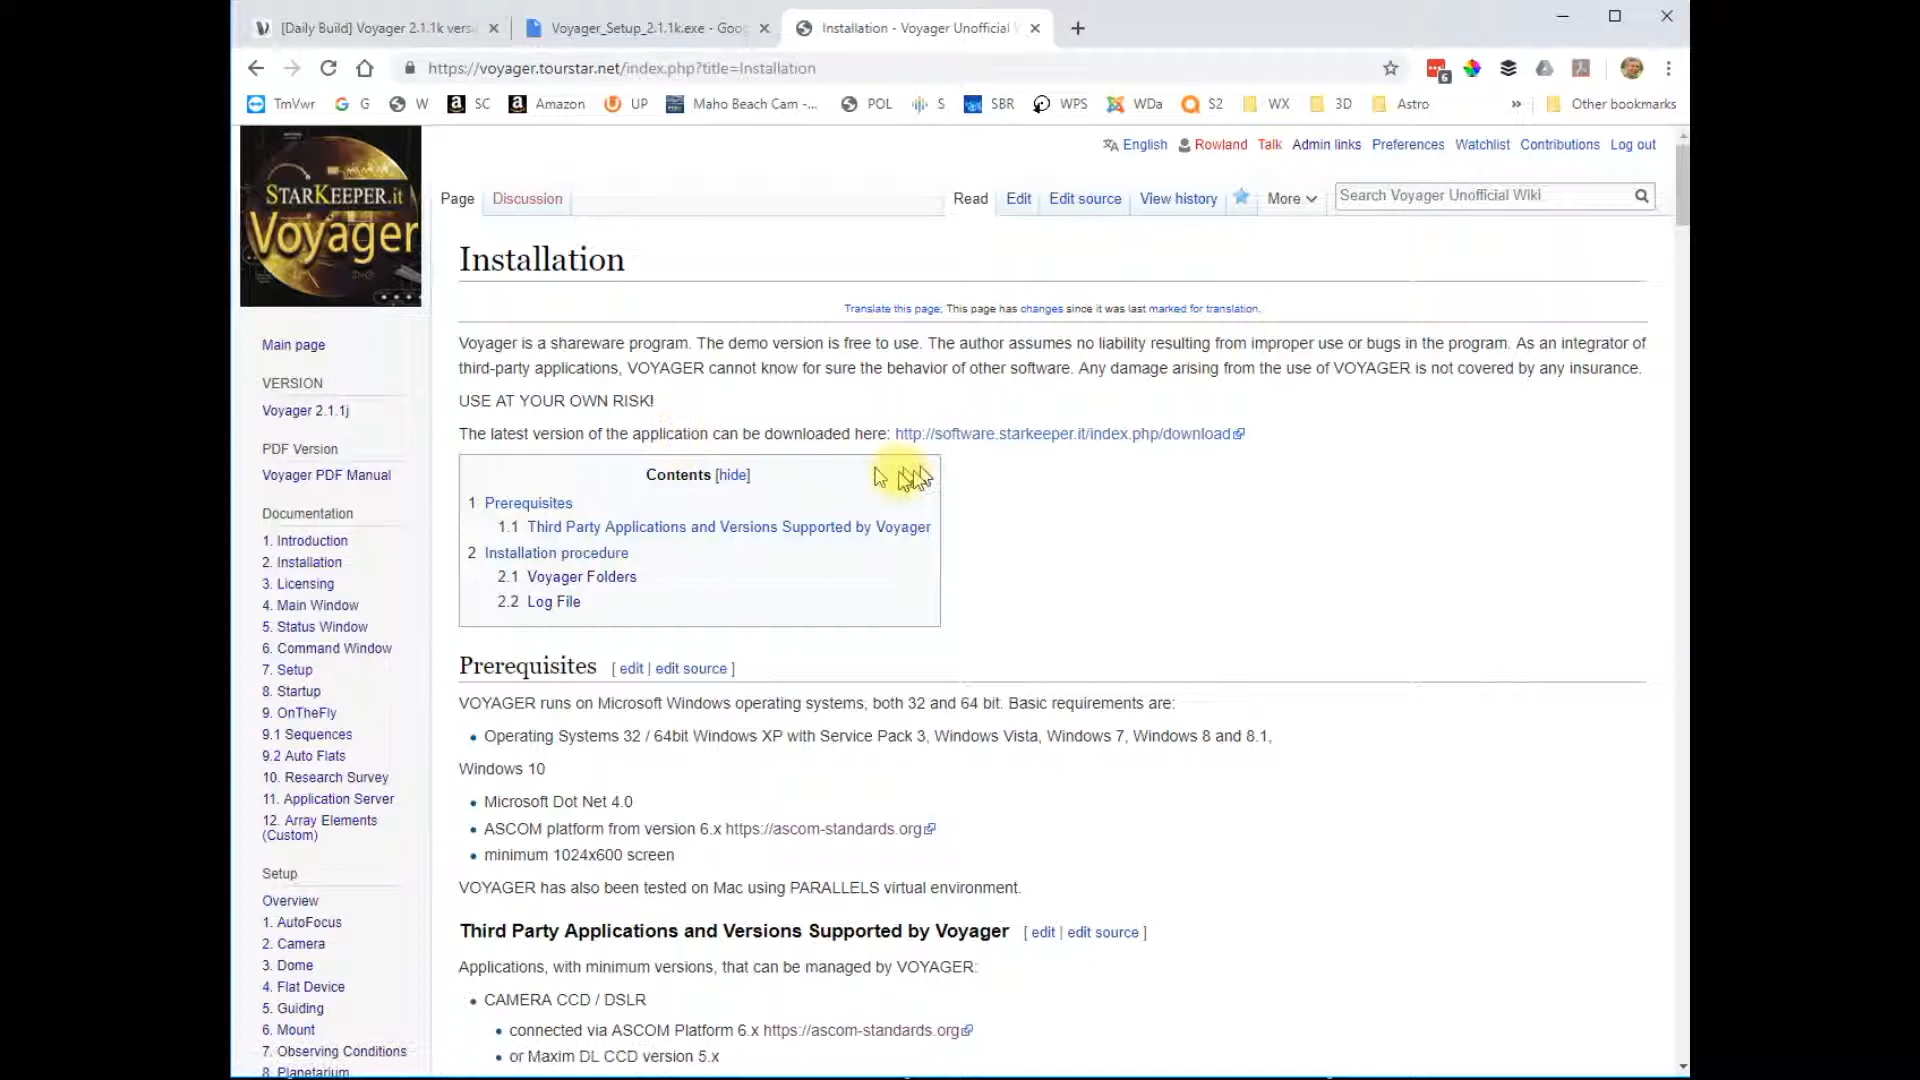 [Daily Build] Voyager 2.1.1k vers
Voyager_Setup_2.1.1k.exe - Goo
Installation - Voyager Unofficial
https://voyager.tourstar.net/index.php?title=Installation
6
TmVwr G W SC Amazon UP Maho Beach Cam -... POL S SBR WPS WDa S2 WX 3D Astro » Other bookmarks
STARKEEPER.it
Voyager
English Rowland Talk Admin links Preferences Watchlist Contributions Log out
Page Discussion Read Edit Edit source View history More Search Voyager Unofficial Wiki
Installation
Translate this page; This page has changes since it was last marked for translation.
Voyager is a shareware program. The demo version is free to use. The author assumes no liability resulting from improper use or bugs in the program. As an integrator of
third-party applications, VOYAGER cannot know for sure the behavior of other software. Any damage arising from the use of VOYAGER is not covered by any insurance.
USE AT YOUR OWN RISK!
The latest version of the application can be downloaded here: http://software.starkeeper.it/index.php/download
Contents [hide]
1 Prerequisites
1.1 Third Party Applications and Versions Supported by Voyager
2 Installation procedure
2.1 Voyager Folders
2.2 Log File
Prerequisites [ edit | edit source ]
VOYAGER runs on Microsoft Windows operating systems, both 32 and 64 bit. Basic requirements are:
• Operating Systems 32 / 64bit Windows XP with Service Pack 3, Windows Vista, Windows 7, Windows 8 and 8.1,
Windows 10
• Microsoft Dot Net 4.0
• ASCOM platform from version 6.x https://ascom-standards.org
• minimum 1024x600 screen
VOYAGER has also been tested on Mac using PARALLELS virtual environment.
Third Party Applications and Versions Supported by Voyager [ edit | edit source ]
Applications, with minimum versions, that can be managed by VOYAGER:
• CAMERA CCD / DSLR
• connected via ASCOM Platform 6.x https://ascom-standards.org
• or Maxim DL CCD version 5.x
Main page
VERSION
Voyager 2.1.1j
PDF Version
Voyager PDF Manual
Documentation
1. Introduction
2. Installation
3. Licensing
4. Main Window
5. Status Window
6. Command Window
7. Setup
8. Startup
9. OnTheFly
9.1 Sequences
9.2 Auto Flats
10. Research Survey
11. Application Server
12. Array Elements
(Custom)
Setup
Overview
1. AutoFocus
2. Camera
3. Dome
4. Flat Device
5. Guiding
6. Mount
7. Observing Conditions
8. Planetarium